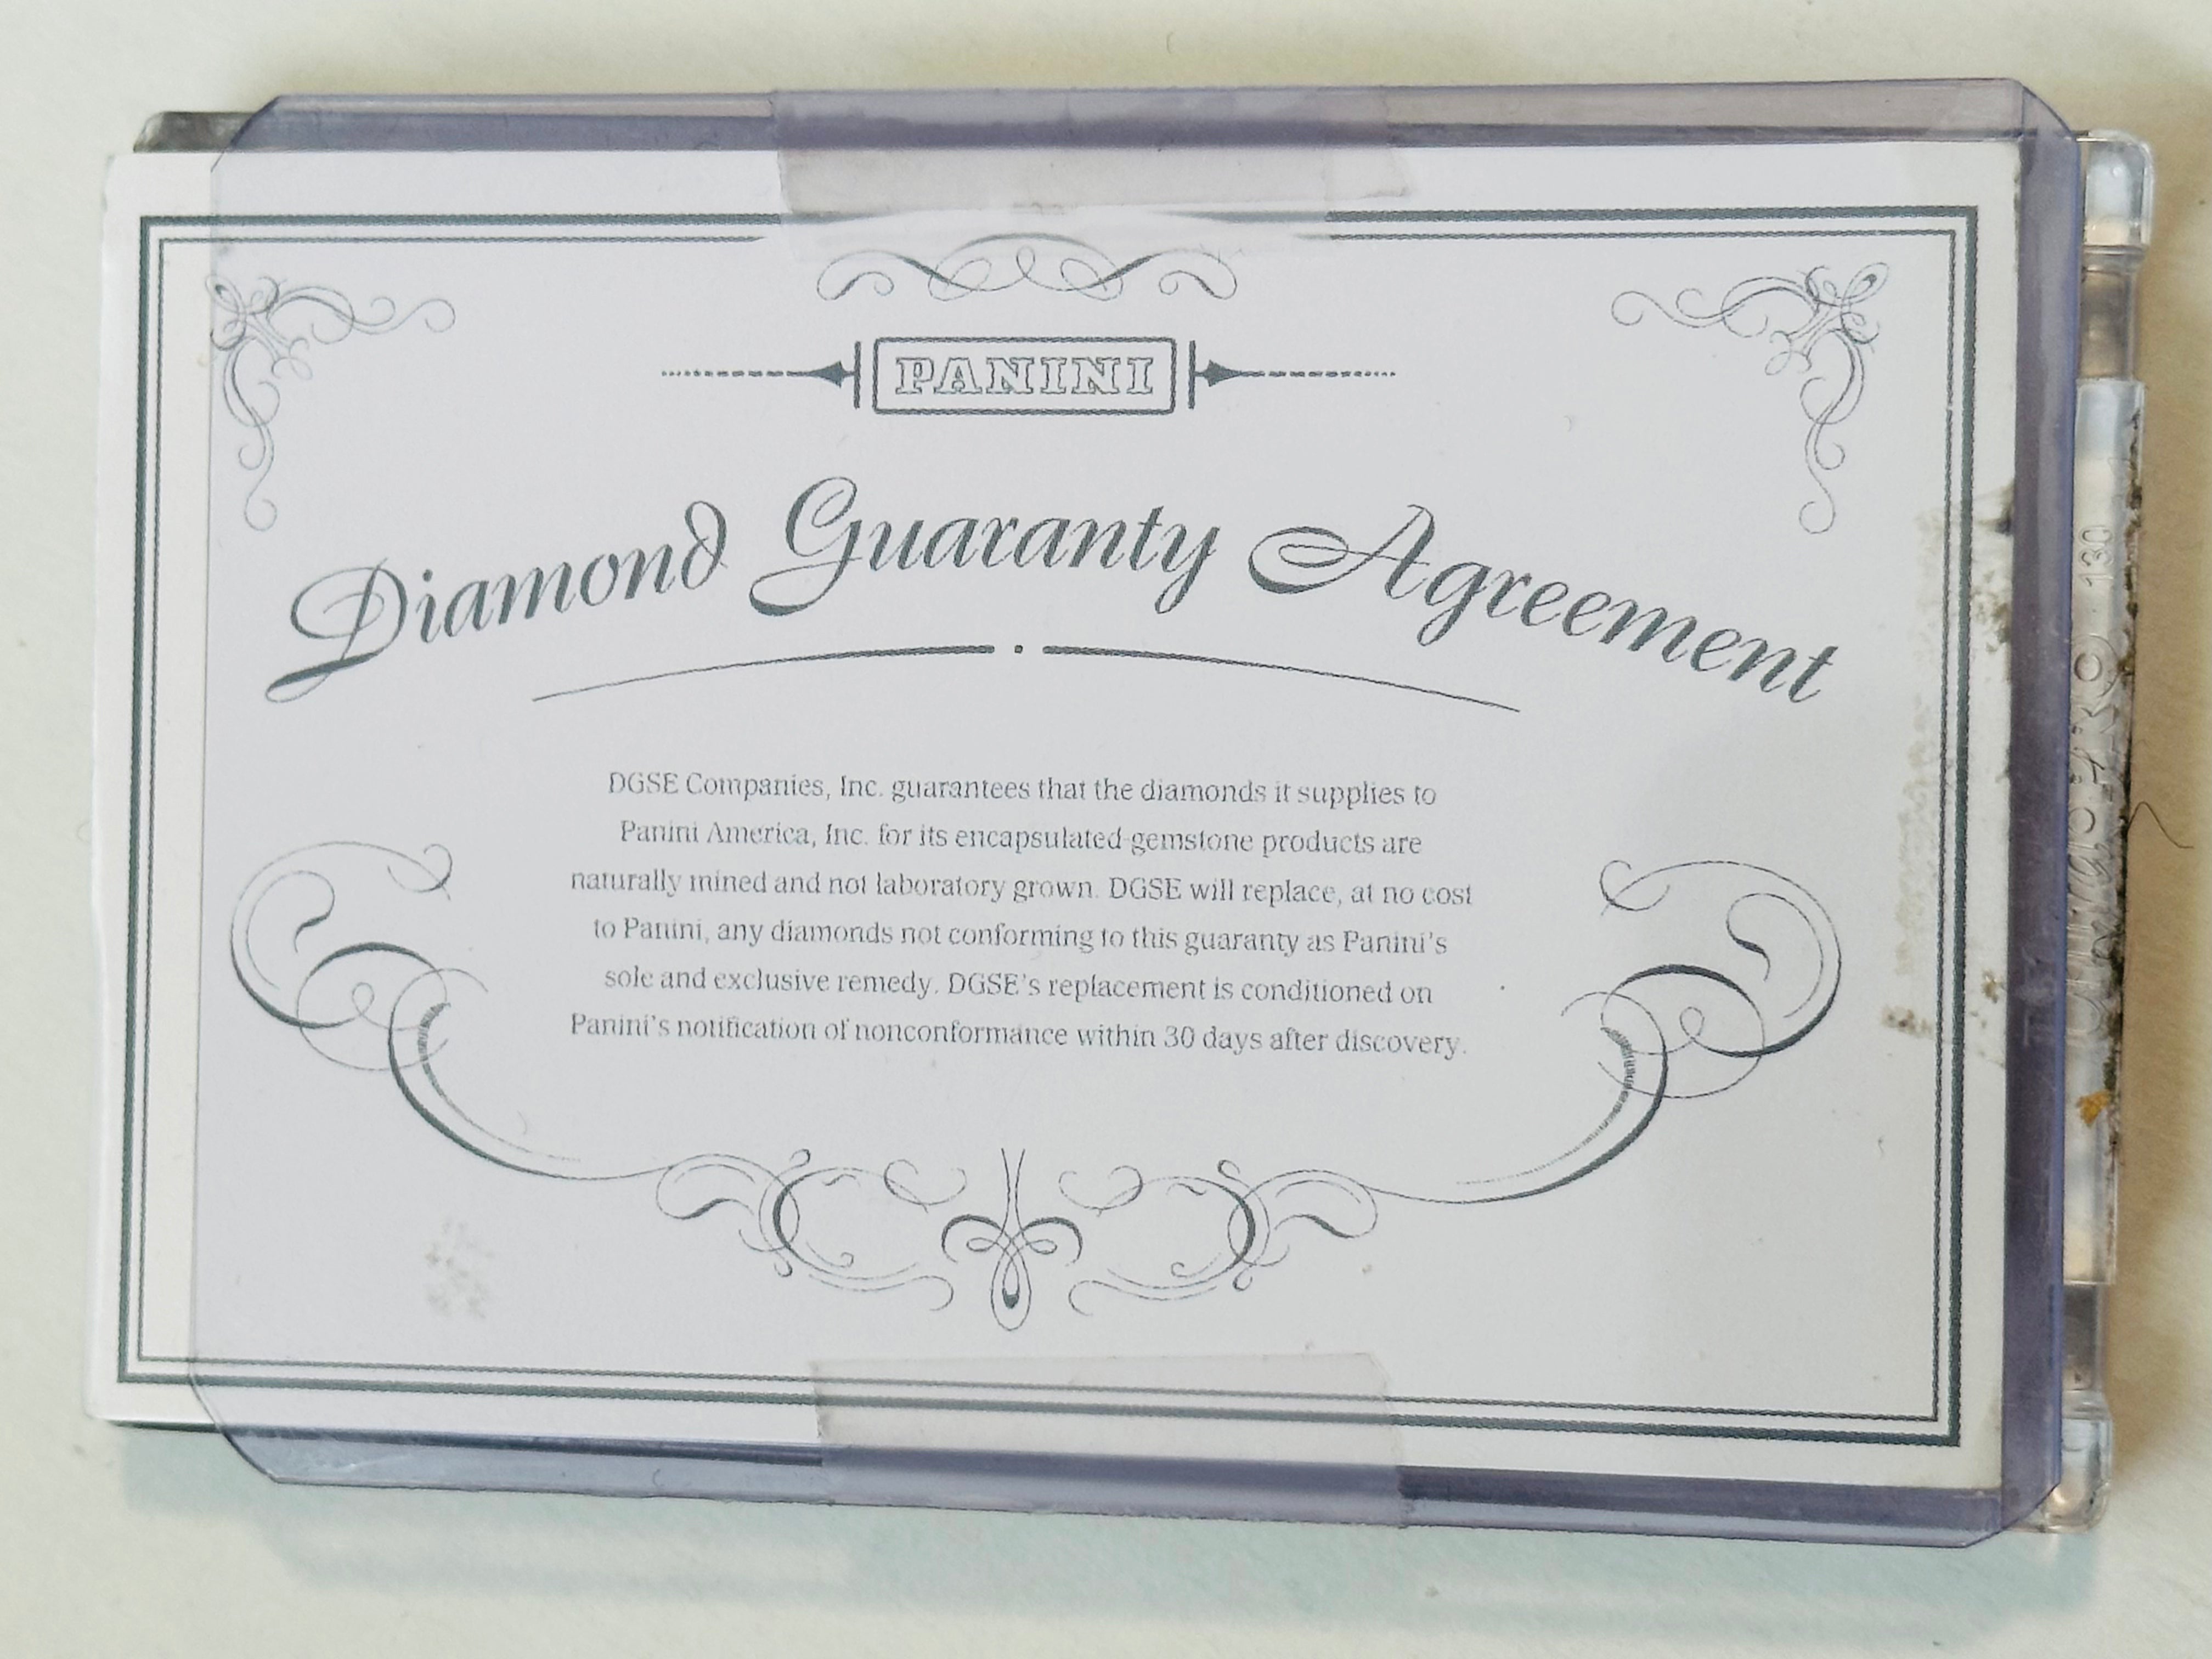 PANINI
Diamond Guaranty Agreement
DGSE Companies, Inc. guarantees that the diamonds it supplies to
Panini America, Inc. for its encapsulated-gemstone products are
naturally mined and not laboratory grown. DGSE will replace, at no cost
to Panini, any diamonds not conforming to this guaranty as Panini's
sole and exclusive remedy. DGSE's replacement is conditioned on
Panini's notification of nonconformance within 30 days after discovery.
130